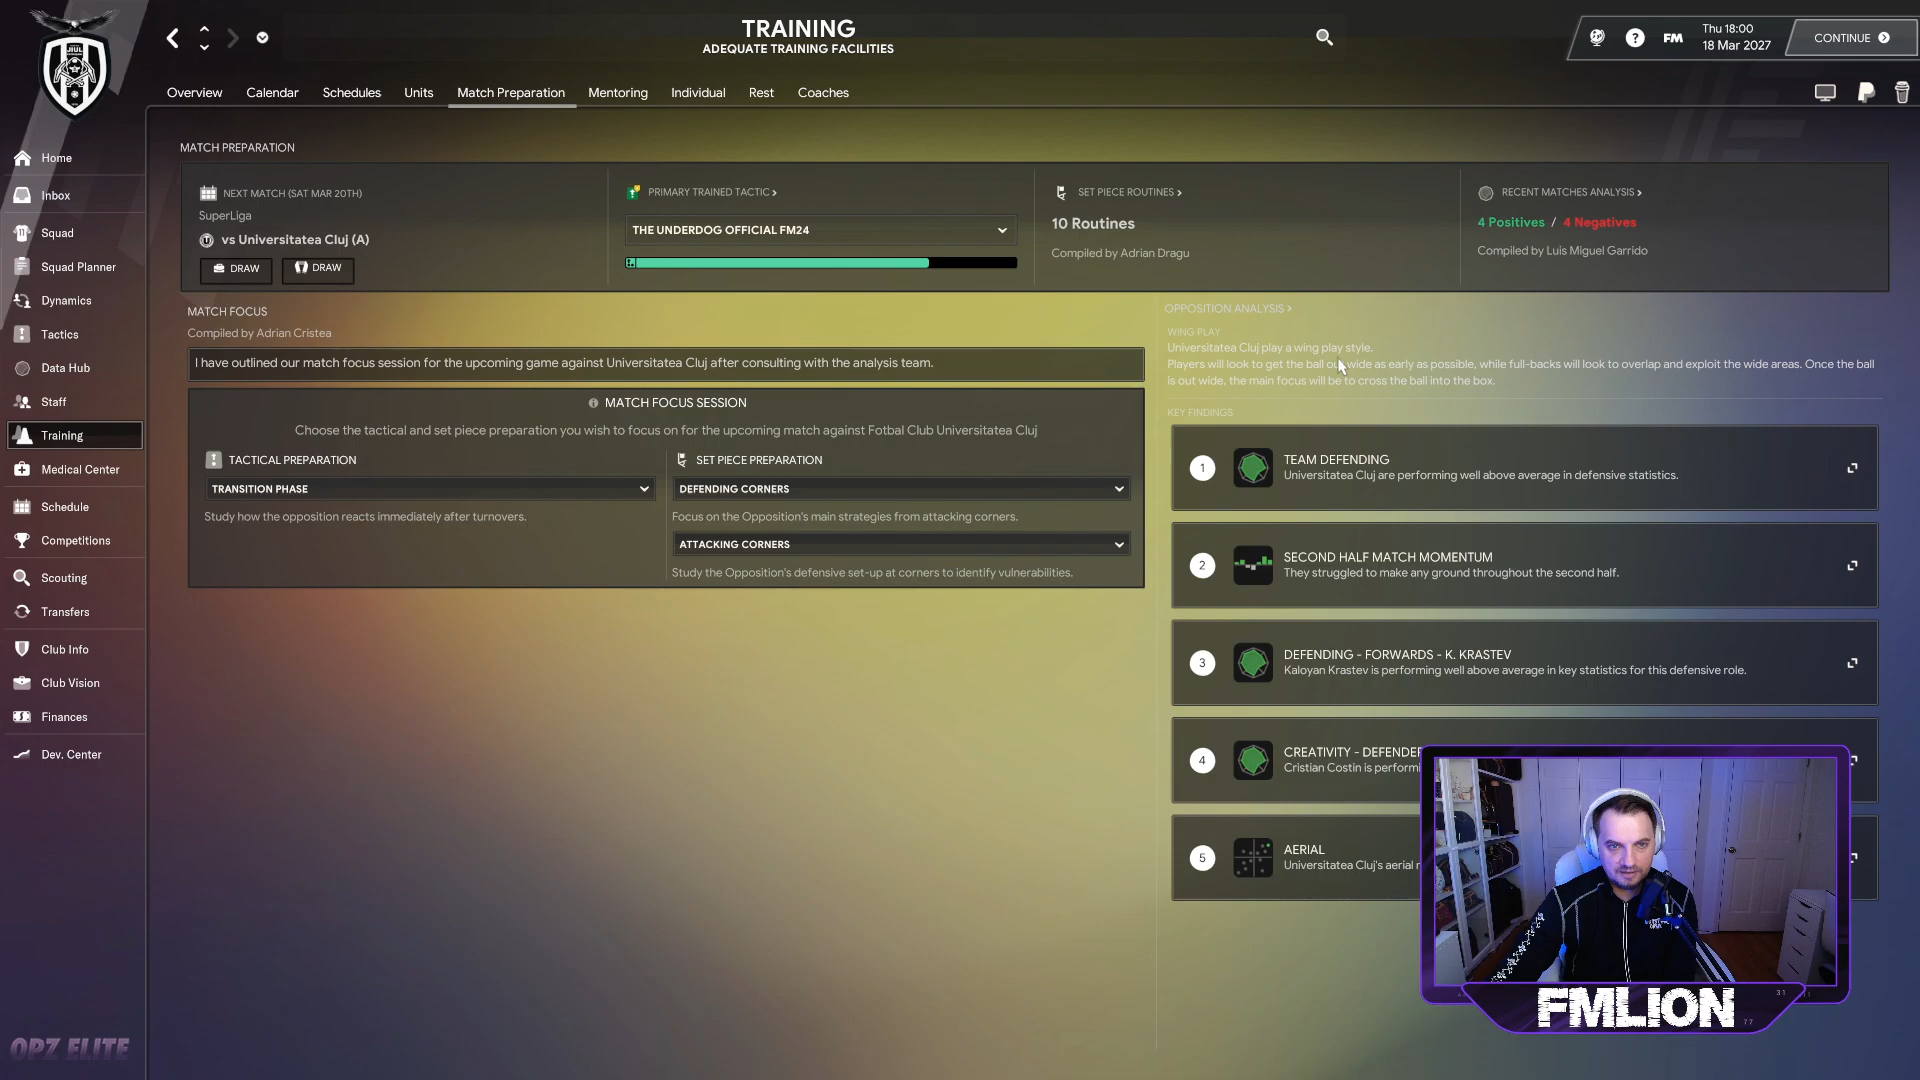 TRAINING
ADEQUATE TRAINING FACILITIES
FM
Thu 18:00
18 Mar 2027
CONTINUE
JIUL
Overview
Calendar
Schedules
Units
Match Preparation
Mentoring
Individual
Rest
Coaches
Home
Inbox
Squad
Squad Planner
Dynamics
Tactics
Data Hub
Staff
Training
Medical Center
Schedule
Competitions
Scouting
Transfers
Club Info
Club Vision
Finances
Dev. Center
OPZ ELITE
MATCH PREPARATION
NEXT MATCH (SAT MAR 20TH)
SuperLiga
vs Universitatea Cluj (A)
DRAW
DRAW
PRIMARY TRAINED TACTIC
THE UNDERDOG OFFICIAL FM24
SET PIECE ROUTINES
10 Routines
Compiled by Adrian Dragu
RECENT MATCHES ANALYSIS
4 Positives / 4 Negatives
Compiled by Luis Miguel Garrido
MATCH FOCUS
Compiled by Adrian Cristea
I have outlined our match focus session for the upcoming game against Universitatea Cluj after consulting with the analysis team.
MATCH FOCUS SESSION
Choose the tactical and set piece preparation you wish to focus on for the upcoming match against Fotbal Club Universitatea Cluj
TACTICAL PREPARATION
TRANSITION PHASE
Study how the opposition reacts immediately after turnovers.
SET PIECE PREPARATION
DEFENDING CORNERS
Focus on the Opposition's main strategies from attacking corners.
ATTACKING CORNERS
Study the Opposition's defensive set-up at corners to identify vulnerabilities.
OPPOSITION ANALYSIS
WING PLAY
Universitatea Cluj play a wing play style.
Players will look to get the ball out wide as early as possible, while full-backs will look to overlap and exploit the wide areas. Once the ball
is out wide, the main focus will be to cross the ball into the box.
KEY FINDINGS
1
TEAM DEFENDING
Universitatea Cluj are performing well above average in defensive statistics.
2
SECOND HALF MATCH MOMENTUM
They struggled to make any ground throughout the second half.
3
DEFENDING - FORWARDS - K. KRASTEV
Kaloyan Krastev is performing well above average in key statistics for this defensive role.
4
CREATIVITY - DEFENDER
Cristian Costin is performi
5
AERIAL
Universitatea Cluj's aerial
FMLION